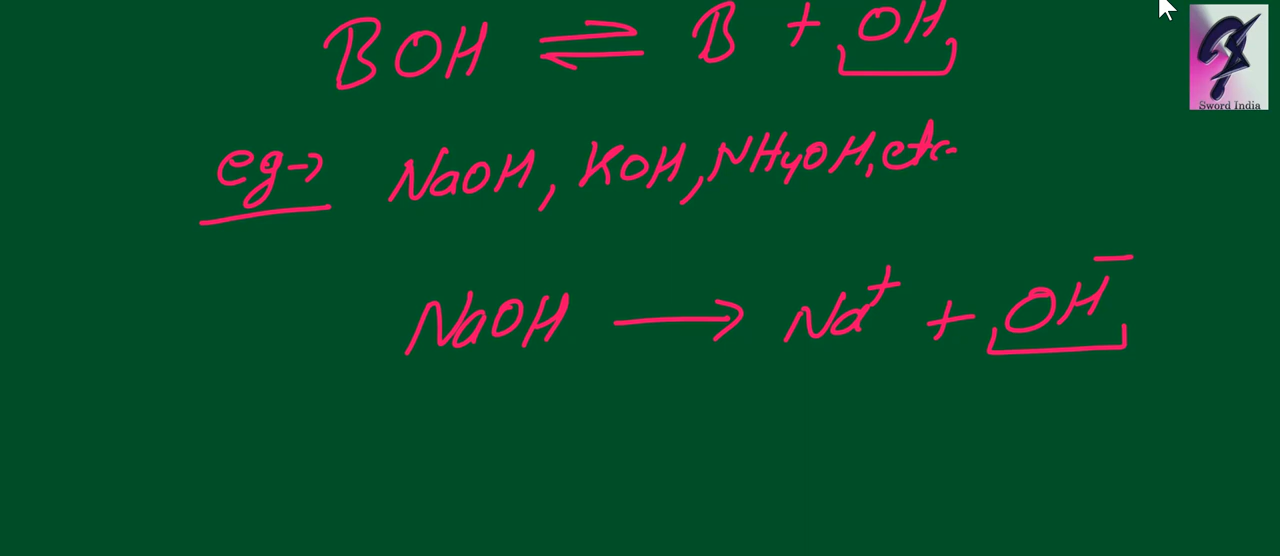 BOH ⇌ B + OH
Sword India
eg→ NaOH, KOH, NH4OH, etc.
NaOH ⟶ Na⁺ + OH⁻